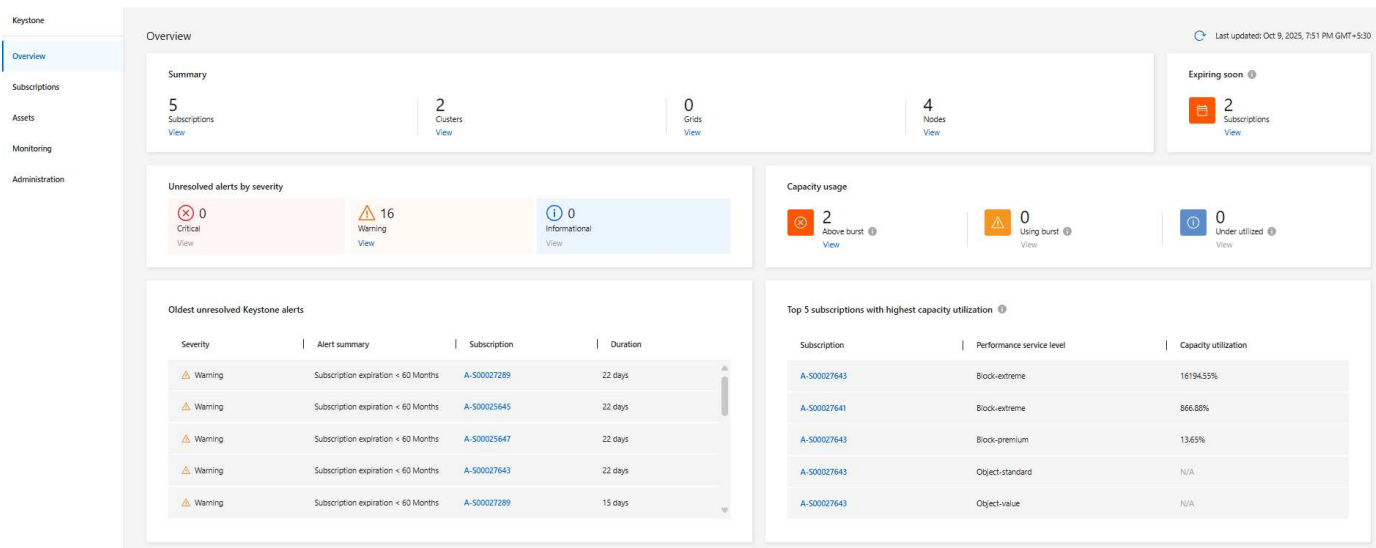 Keystone
Overview
Subscriptions
Assets
Monitoring
Administration
Overview
Last updated: Oct 9, 2025, 7:51 PM GMT+5:30
Summary
5
Subscriptions
View
2
Clusters
View
0
Grids
View
4
Nodes
View
Expiring soon
2
Subscriptions
View
Unresolved alerts by severity
0
Critical
View
16
Warning
View
0
Informational
View
Capacity usage
2
Above burst
View
0
Using burst
View
0
Under utilized
View
Oldest unresolved Keystone alerts
Severity Alert summary Subscription Duration
Warning Subscription expiration < 60 Months A-S00027289 22 days
Warning Subscription expiration < 60 Months A-S00025645 22 days
Warning Subscription expiration < 60 Months A-S00025647 22 days
Warning Subscription expiration < 60 Months A-S00027643 22 days
Warning Subscription expiration < 60 Months A-S00027289 15 days
Top 5 subscriptions with highest capacity utilization
Subscription Performance service level Capacity utilization
A-S00027643 Block-extreme 16194.55%
A-S00027641 Block-extreme 866.88%
A-S00027643 Block-premium 13.65%
A-S00027643 Object-standard N/A
A-S00027643 Object-value N/A